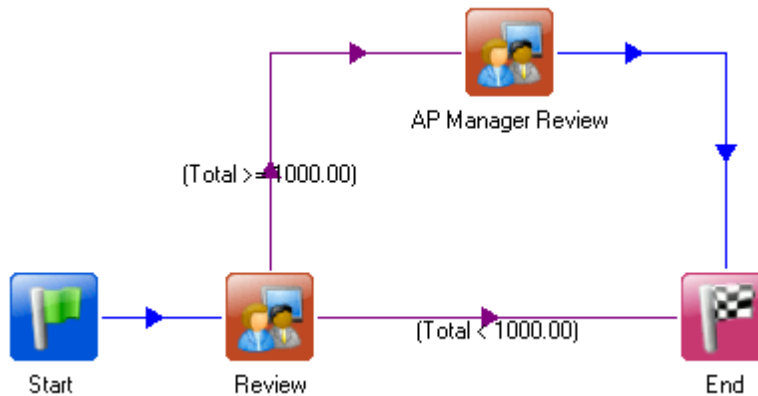 AP Manager Review
(Total >= 1000.00)
(Total < 1000.00)
Start
Review
End